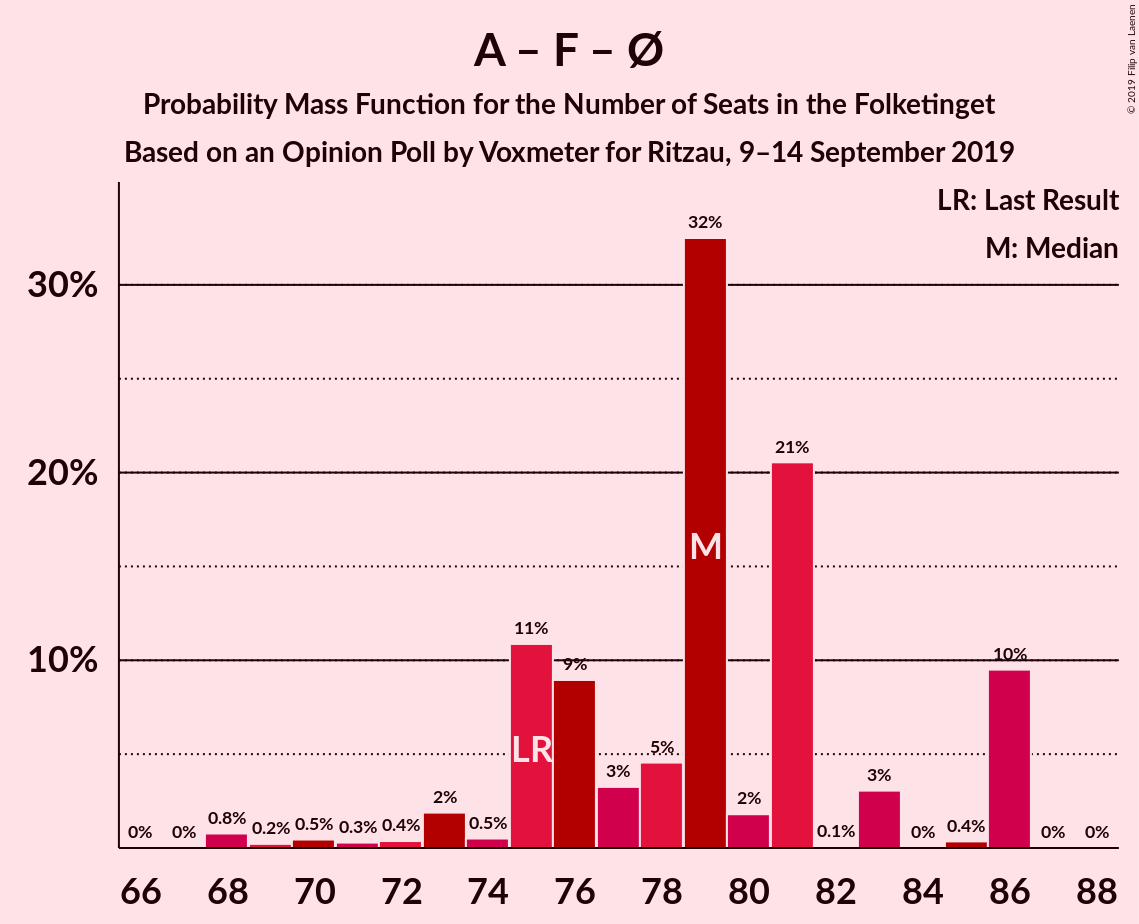 A – F – Ø
Probability Mass Function for the Number of Seats in the Folketinget
Based on an Opinion Poll by Voxmeter for Ritzau, 9–14 September 2019
© 2019 Filip van Laenen
LR: Last Result
M: Median
30%
20%
10%
0% 0% 0.8% 0.2% 0.5% 0.3% 0.4% 2% 0.5% 11% 9% 3% 5% 32% 2% 21% 0.1% 3% 0% 0.4% 10% 0% 0%
LR
M
66 68 70 72 74 76 78 80 82 84 86 88